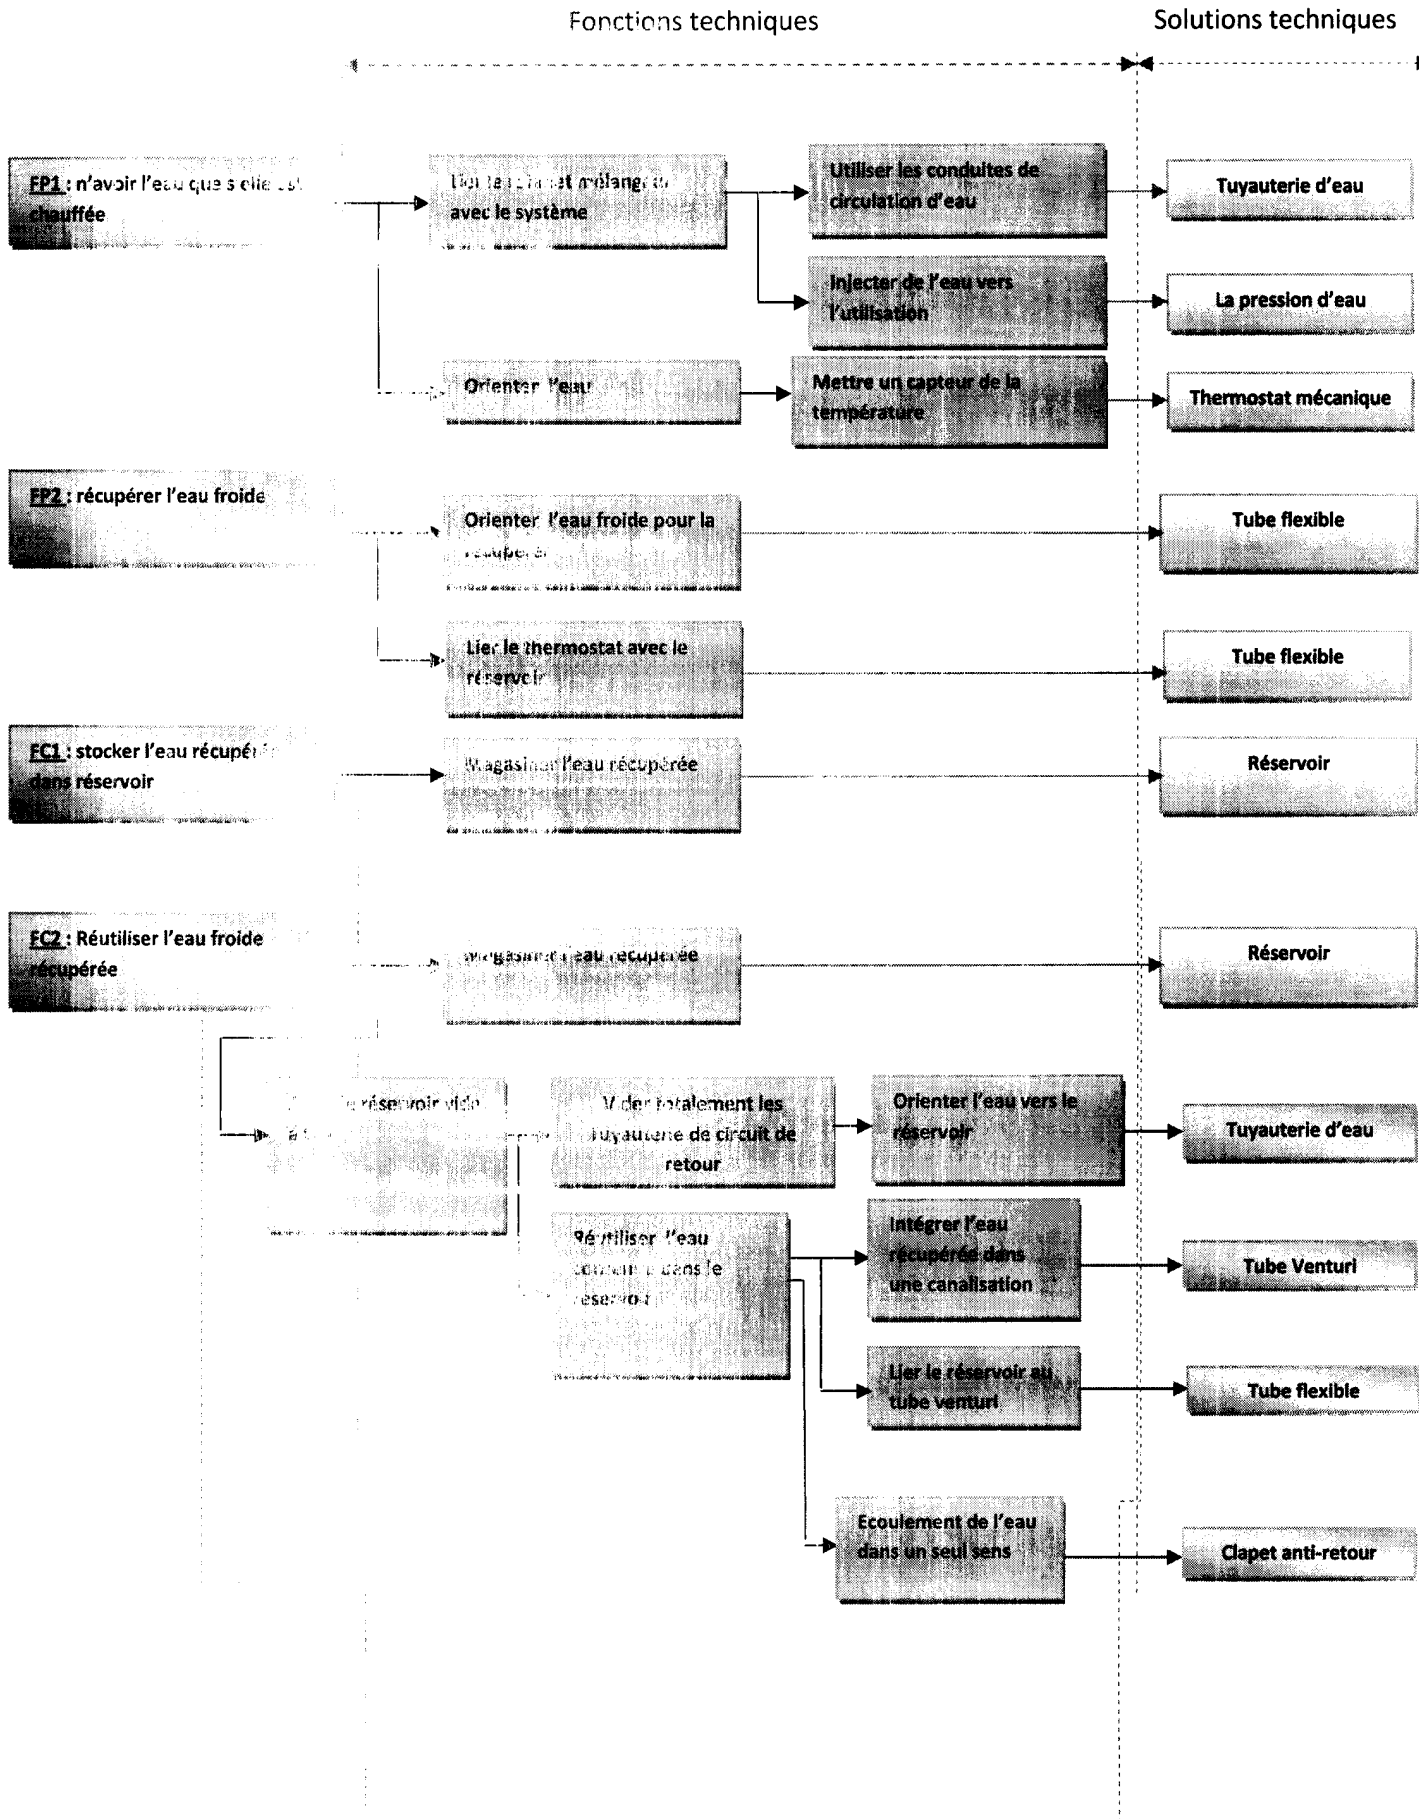 Fonctions techniques
Solutions techniques
FP1 : n'avoir l'eau que si elle est
chauffée
Lier le robinet mélangeur
avec le système
Utiliser les conduites de
circulation d'eau
Tuyauterie d'eau
Injecter de l'eau vers
l'utilisation
La pression d'eau
Orienter l'eau
Mettre un capteur de la
température
Thermostat mécanique
FP2 : récupérer l'eau froide
Orienter l'eau froide pour la
récupérer
Tube flexible
Lier le thermostat avec le
réservoir
Tube flexible
FC1 : stocker l'eau
dans réservoir
Magasiner l'eau récupérée
Réservoir
FC2 : Réutiliser l'eau froide
récupérée
Magasiner l'eau récupérée
Réservoir
réservoir vide
Vider totalement les
tuyauterie de circuit de
retour
Orienter l'eau vers le
réservoir
Tuyauterie d'eau
Réutiliser l'eau
dans le
réservoir
Intégrer l'eau
récupérée dans
une canalisation
Tube Venturi
Lier le réservoir au
tube venturi
Tube flexible
Ecoulement de l'eau
dans un seul sens
Clapet anti-retour